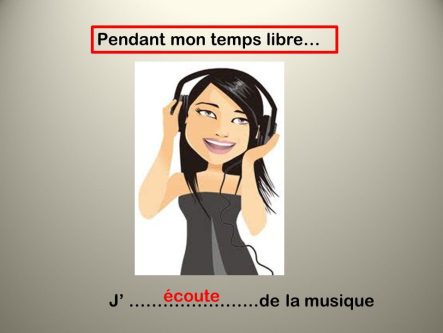 Pendant mon temps libre...
J' ......écoute......de la musique